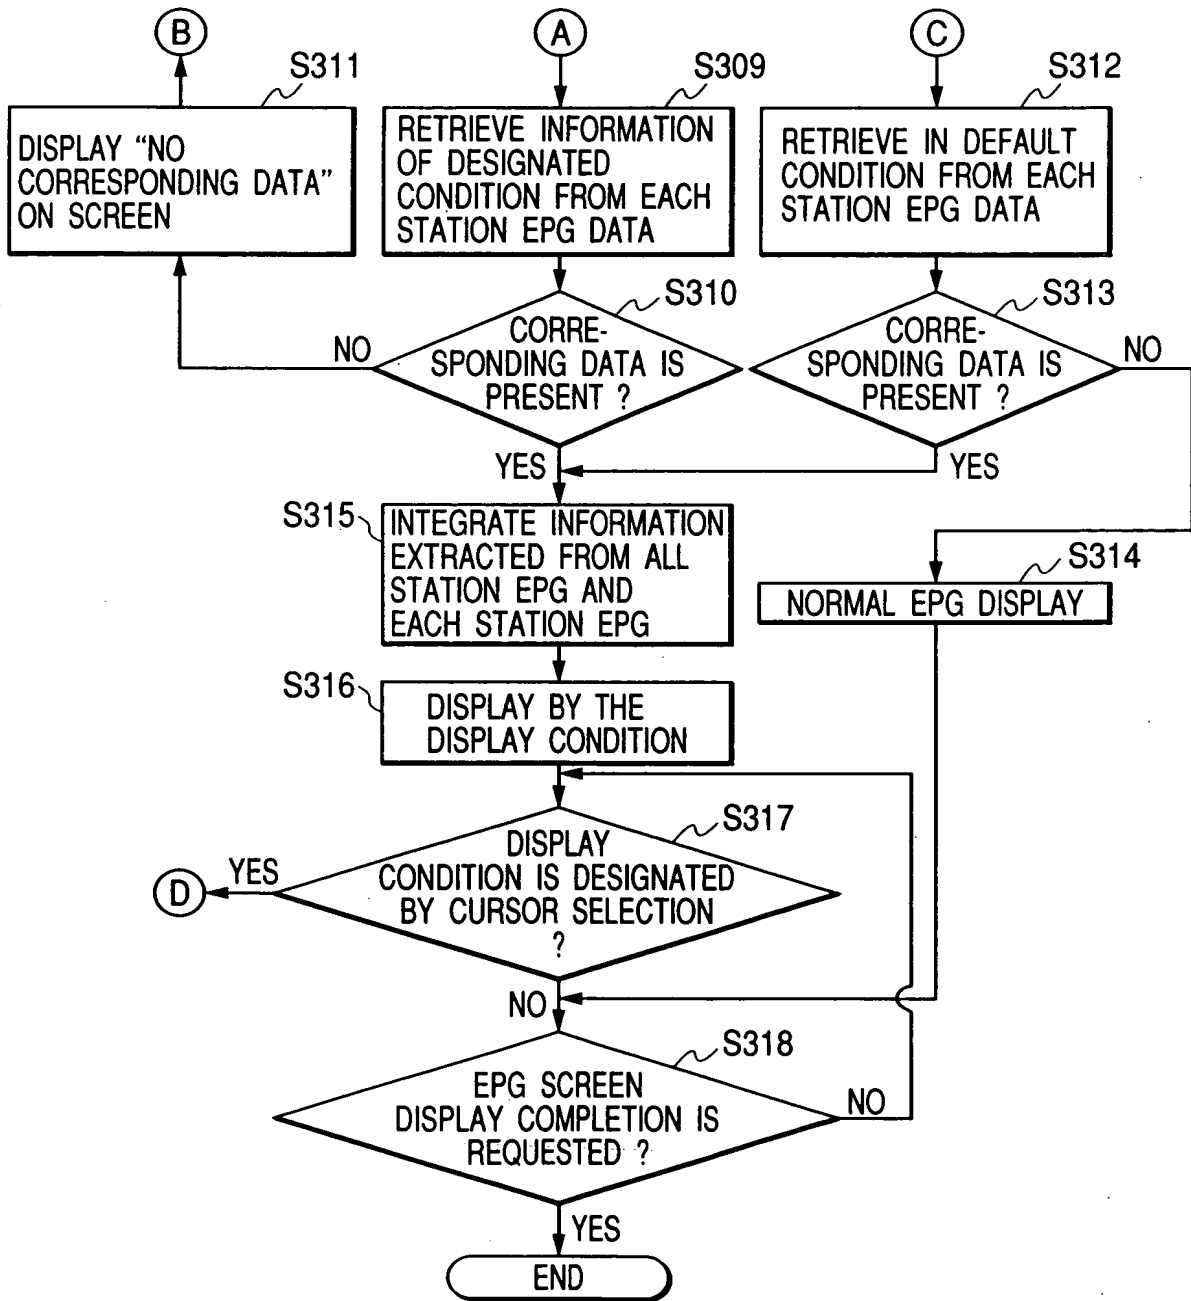 B
A
C
S311
S309
S312
DISPLAY “NO
CORRESPONDING DATA”
ON SCREEN
RETRIEVE INFORMATION
OF DESIGNATED
CONDITION FROM EACH
STATION EPG DATA
RETRIEVE IN DEFAULT
CONDITION FROM EACH
STATION EPG DATA
S310
S313
NO
CORRE-
SPONDING DATA IS
PRESENT ?
CORRE-
SPONDING DATA IS
PRESENT ?
NO
YES
YES
S315
INTEGRATE INFORMATION
EXTRACTED FROM ALL
STATION EPG AND
EACH STATION EPG
S314
NORMAL EPG DISPLAY
S316
DISPLAY BY THE
DISPLAY CONDITION
S317
D
YES
DISPLAY
CONDITION IS DESIGNATED
BY CURSOR SELECTION
?
NO
S318
EPG SCREEN
DISPLAY COMPLETION IS
REQUESTED ?
NO
YES
END